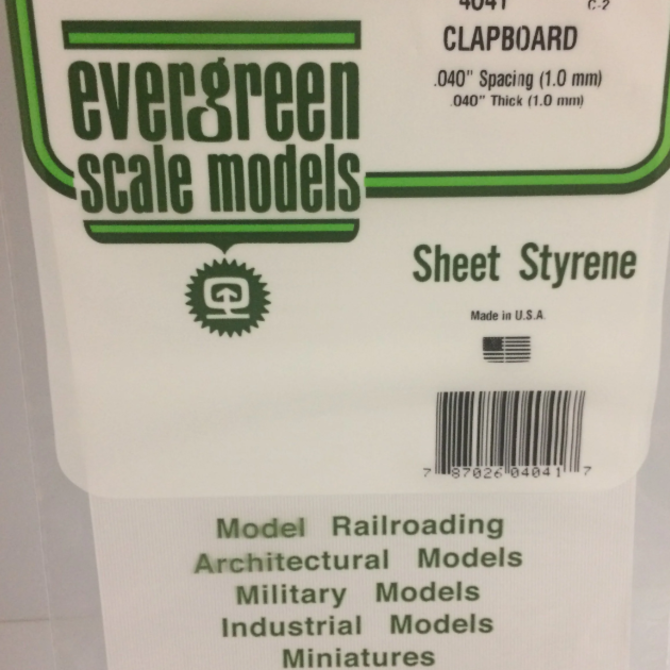 4041 C-2
CLAPBOARD
.040" Spacing (1.0 mm)
.040" Thick (1.0 mm)
evergreen
scale models
Sheet Styrene
Made in U.S.A.
7 87026 04041 7
Model Railroading
Architectural Models
Military Models
Industrial Models
Miniatures